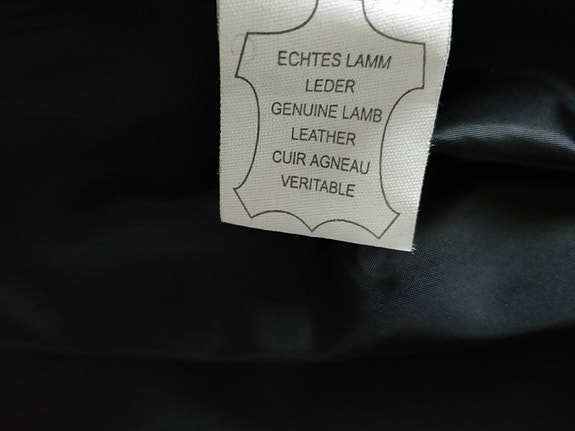 ECHTES LAMM
LEDER
GENUINE LAMB
LEATHER
CUIR AGNEAU
VERITABLE